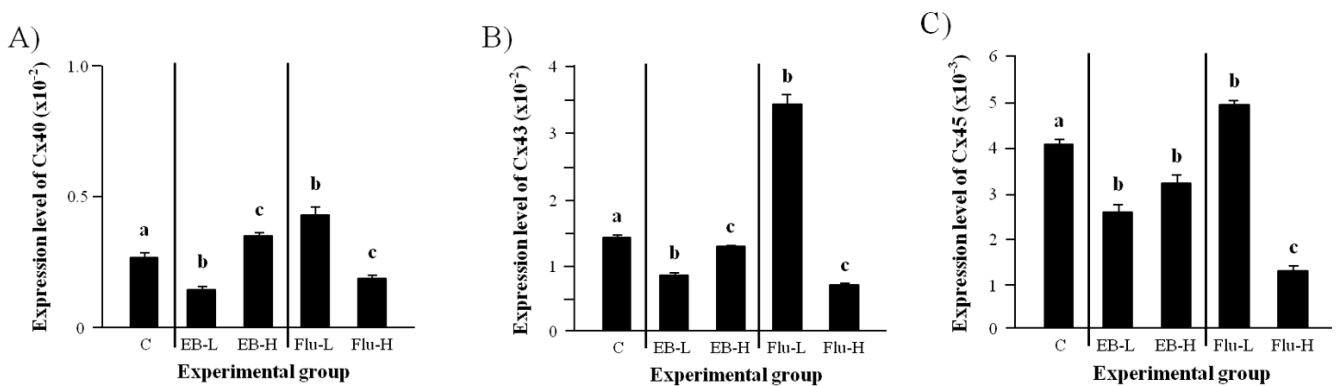 A)
Expression level of Cx40 (x10⁻²)
1.0
0.5
0
a
b
c
b
c
C EB-L EB-H Flu-L Flu-H
Experimental group
B)
Expression level of Cx43 (x10⁻²)
4
3
2
1
0
a
b
c
b
c
C EB-L EB-H Flu-L Flu-H
Experimental group
C)
Expression level of Cx45 (x10⁻³)
6
5
4
3
2
1
0
a
b
b
b
c
C EB-L EB-H Flu-L Flu-H
Experimental group